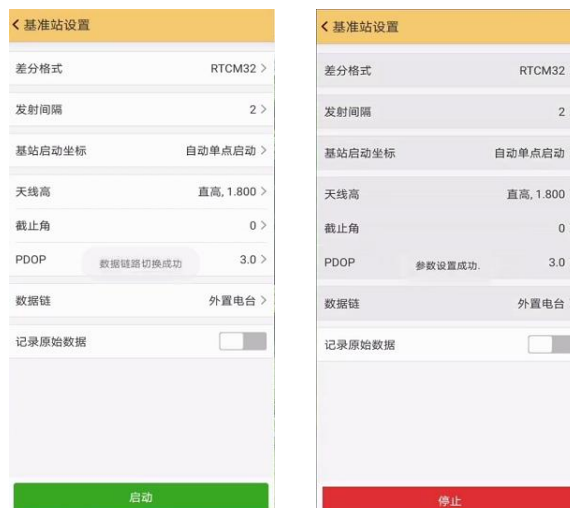 基准站设置
差分格式 RTCM32
发射间隔 2
基站启动坐标 自动单点启动
天线高 直高, 1.800
截止角 0
PDOP 3.0
数据链路切换成功
数据链 外置电台
记录原始数据
启动
基准站设置
差分格式 RTCM32
发射间隔 2
基站启动坐标 自动单点启动
天线高 直高, 1.800
截止角 0
PDOP 3.0
参数设置成功.
数据链 外置电台
记录原始数据
停止